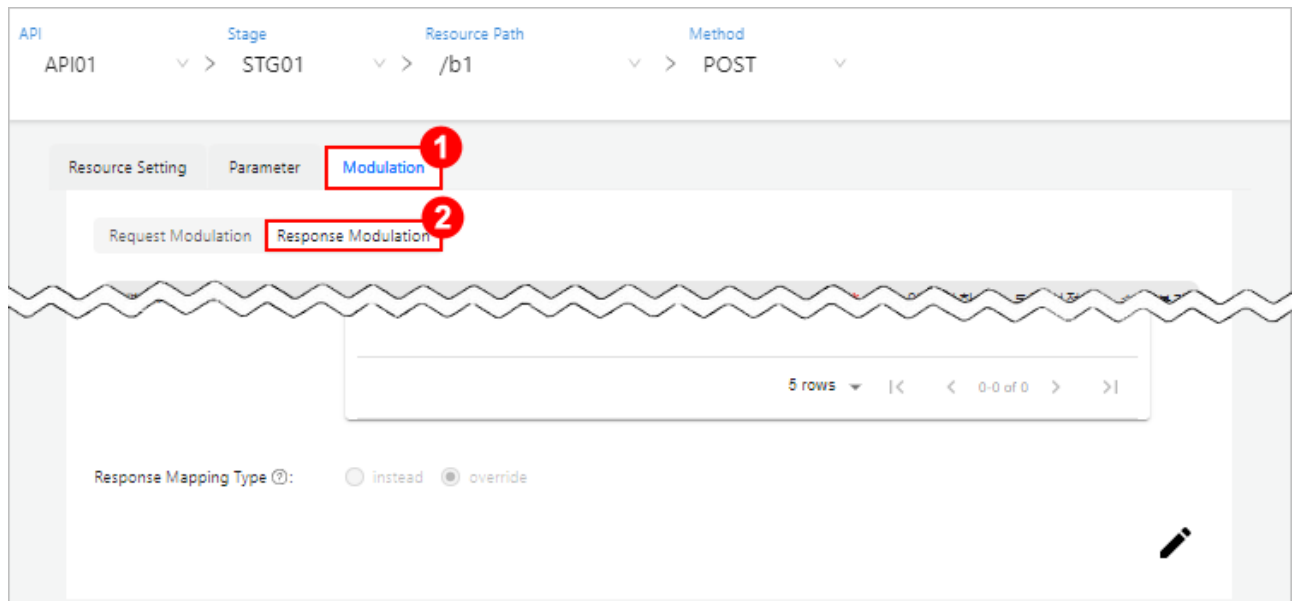 API Stage Resource Path Method
API01 > STG01 > /b1 > POST
Resource Setting Parameter Modulation 1
Request Modulation Response Modulation 2
*
5 rows |< < 0-0 of 0 > >|
Response Mapping Type ?: instead override